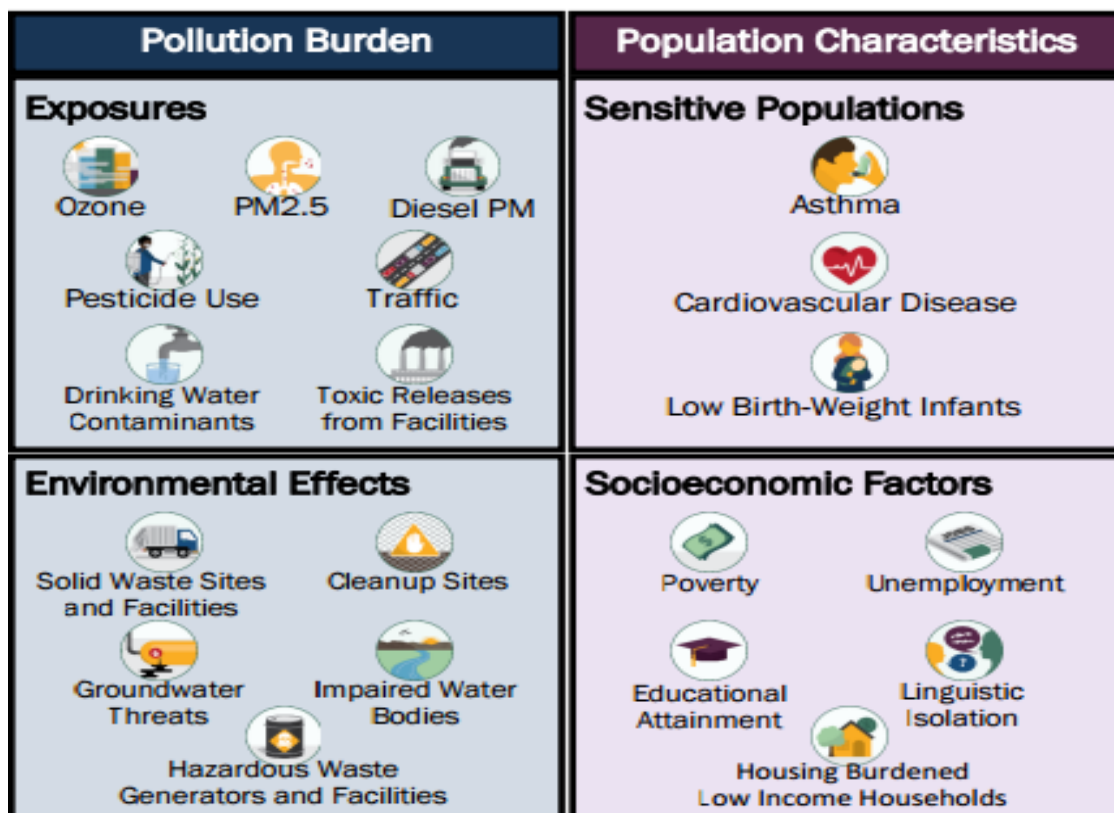 Pollution Burden
Population Characteristics
Exposures
Ozone
PM2.5
Diesel PM
Pesticide Use
Traffic
Drinking Water
Contaminants
Toxic Releases
from Facilities
Sensitive Populations
Asthma
Cardiovascular Disease
Low Birth-Weight Infants
Environmental Effects
Solid Waste Sites
and Facilities
Cleanup Sites
Groundwater
Threats
Impaired Water
Bodies
Hazardous Waste
Generators and Facilities
Socioeconomic Factors
Poverty
Unemployment
Educational
Attainment
Linguistic
Isolation
Housing Burdened
Low Income Households